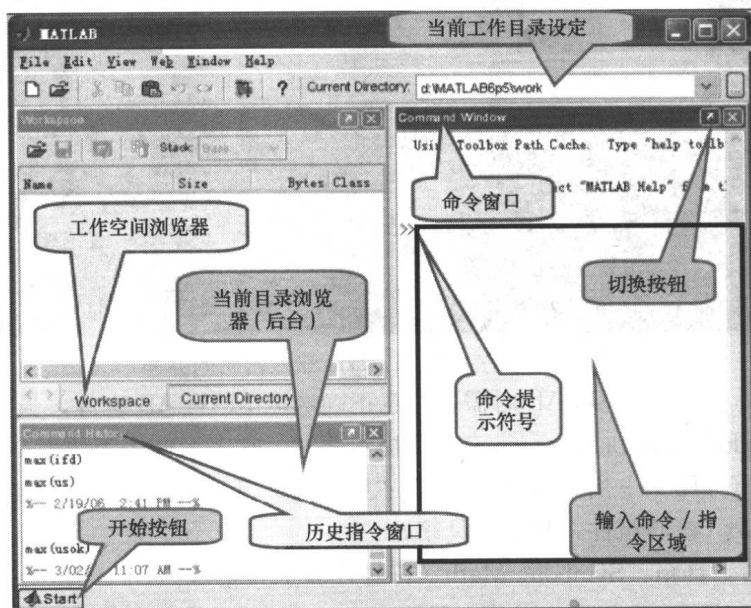 MATLAB
当前工作目录设定
File Edit View Web Window Help
? Current Directory: d:\MATLAB6p5\work
Workspace
Stack:
Name Size Bytes Class
工作空间浏览器
当前目录浏览
器(后台)
Workspace Current Directory
Command Window
Toolbox Path Cache. Type "help
"MATLAB Help"
命令窗口
>>
切换按钮
命令提
示符号
输入命令 / 指
令区域
Command
max(ifd)
max(us)
%-- 2/19/06 2:41 PM --%
开始按钮
历史指令窗口
max(usok)
%-- 3/02/ 11:07 AM --%
Start